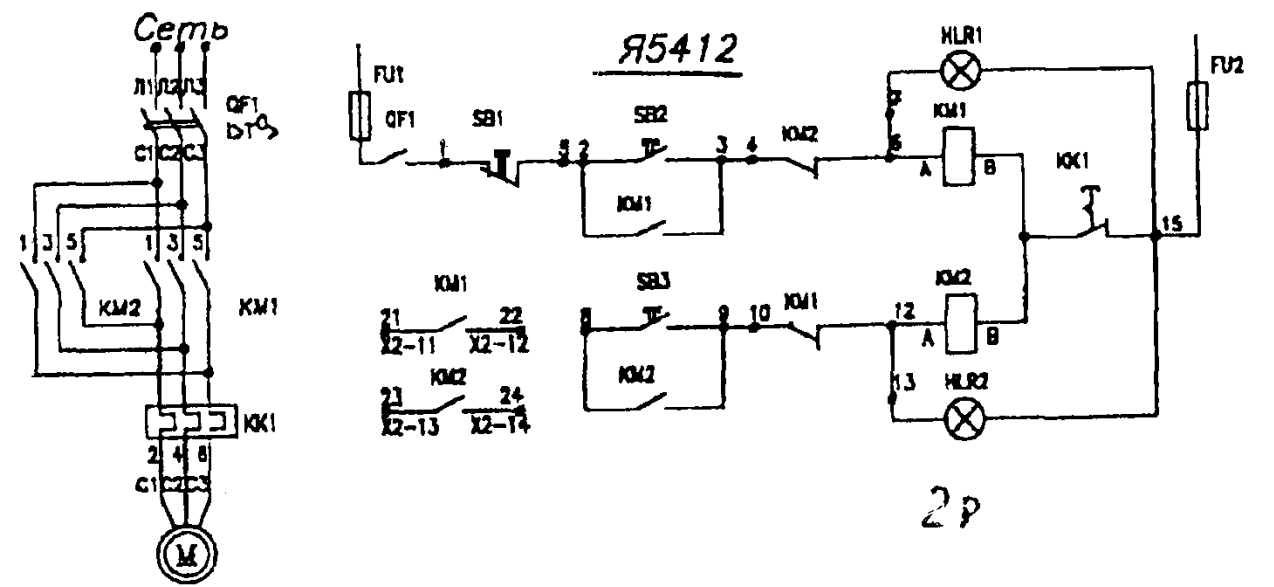 Сеть
Я5412
HLR1
Л1 Л2 Л3
FU1
FU2
QF1
QF1
SB1
SB2
KM2
KM1
C1 C2 C3
1
5
2
3
4
6
A
B
KK1
KM1
15
1 3 5
1 3 5
KM2
KM1
KM1
SB3
KM1
KM2
21
22
8
9
10
12
X2-11
X2-12
A
B
KM2
KM2
13
HLR2
23
24
X2-13
X2-14
KK1
2 4 6
C1 C2 C3
M
2р